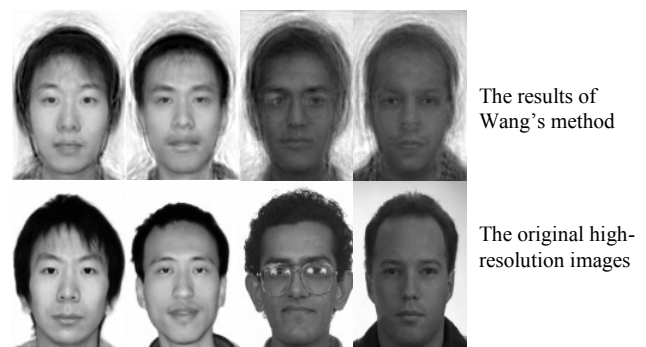 The results of
Wang's method
The original high-
resolution images